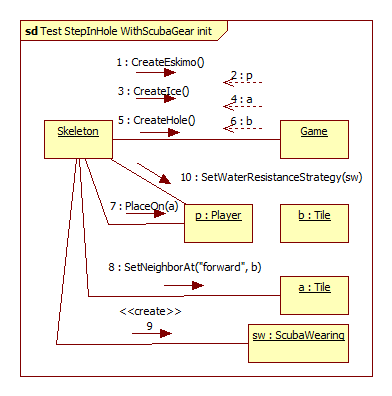 sd Test StepInHole WithScubaGear init
1 : CreateEskimo()
2 : p
3 : CreateIce()
4 : a
5 : CreateHole()
6 : b
Skeleton
Game
10 : SetWaterResistanceStrategy(sw)
7 : PlaceOn(a)
p : Player
b : Tile
8 : SetNeighborAt("forward", b)
a : Tile
<<create>>
9
sw : ScubaWearing